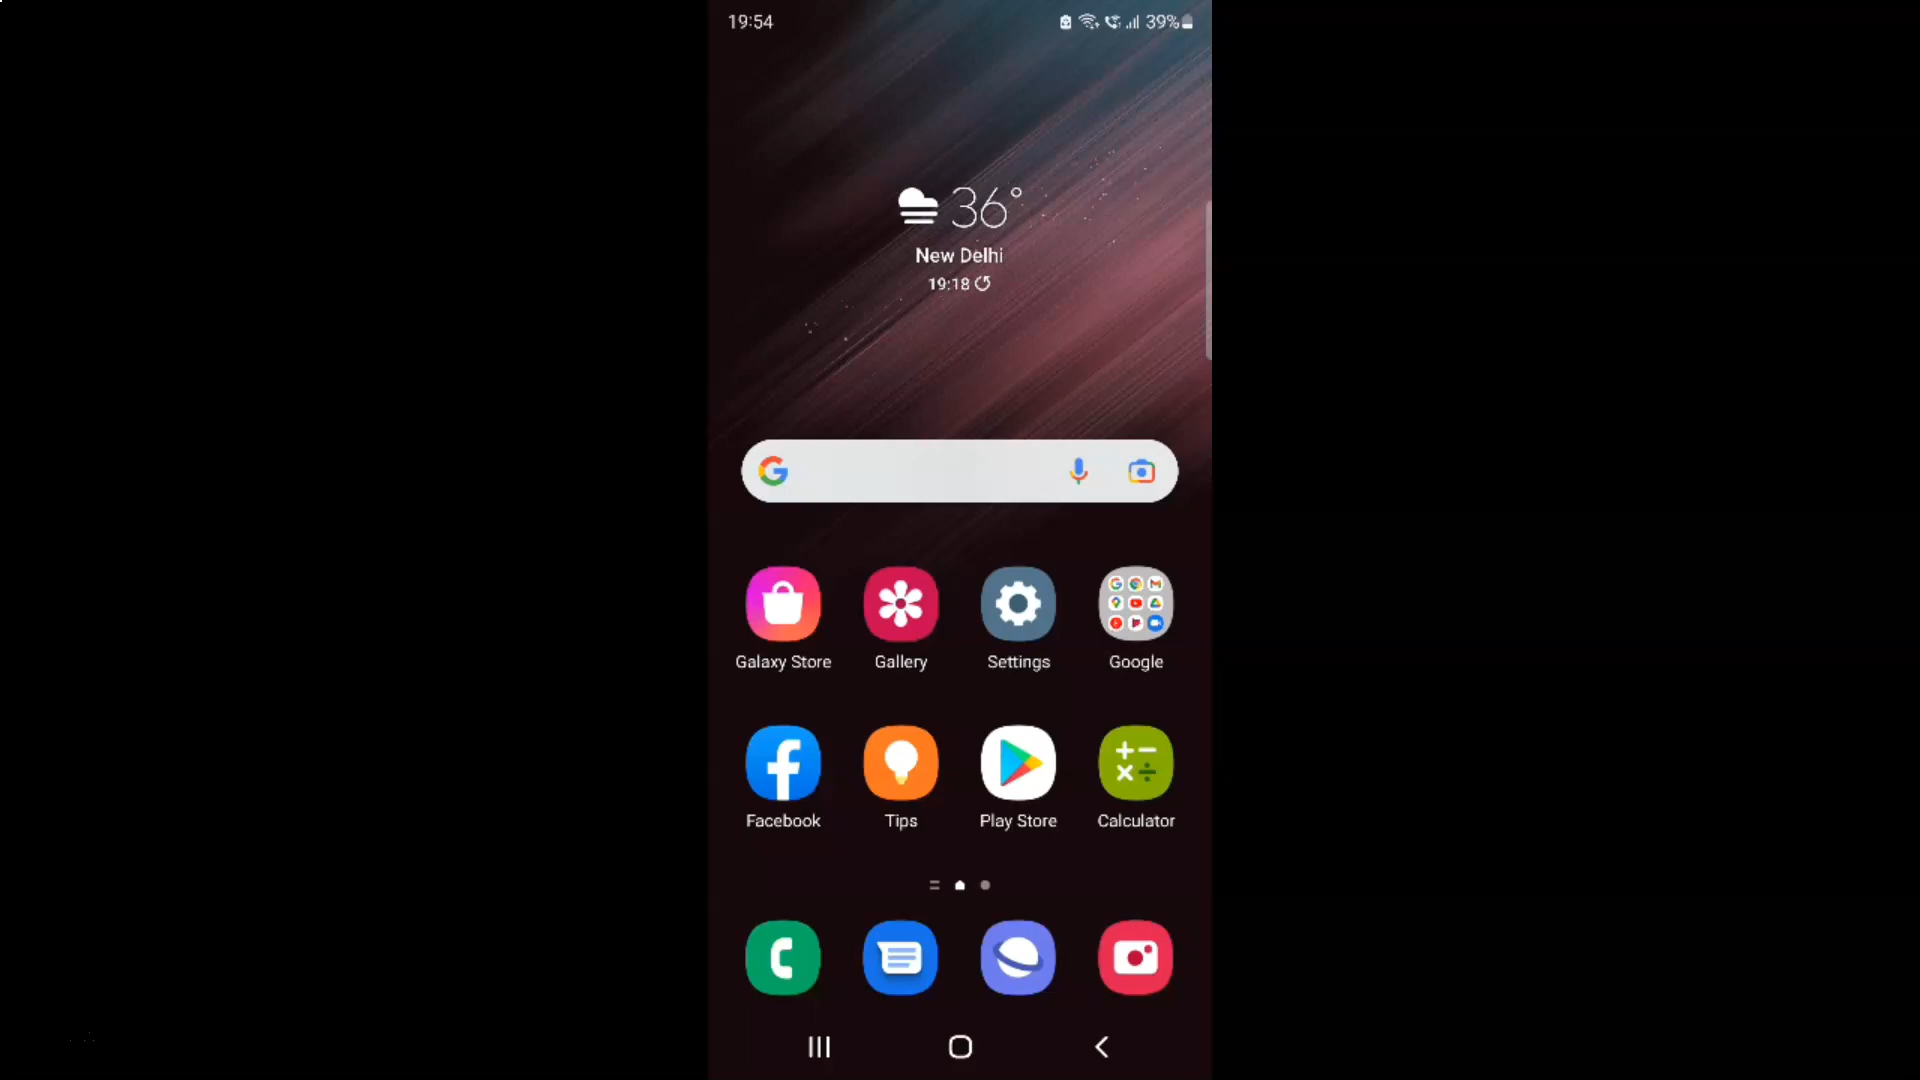 19:54
39%
36°
New Delhi
19:18
Galaxy Store
Gallery
Settings
Google
Facebook
Tips
Play Store
Calculator